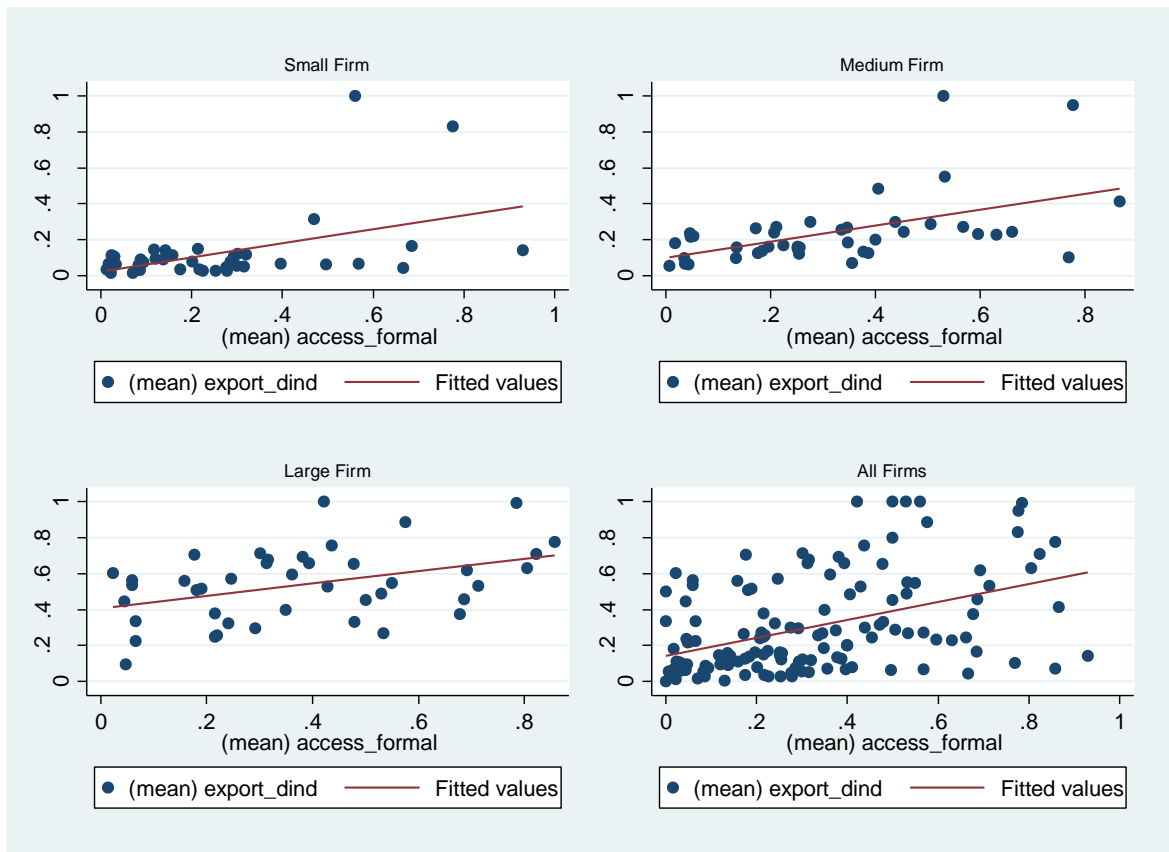 Small Firm
1
.8
.6
.4
.2
0
0 .2 .4 .6 .8 1
(mean) access_formal
(mean) export_dind Fitted values
Medium Firm
1
.8
.6
.4
.2
0
0 .2 .4 .6 .8
(mean) access_formal
(mean) export_dind Fitted values
Large Firm
1
.8
.6
.4
.2
0
0 .2 .4 .6 .8
(mean) access_formal
(mean) export_dind Fitted values
All Firms
1
.8
.6
.4
.2
0
0 .2 .4 .6 .8 1
(mean) access_formal
(mean) export_dind Fitted values